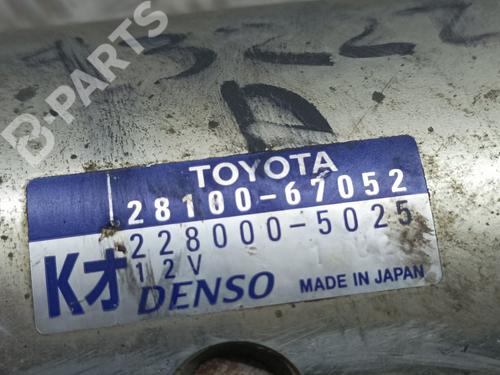 B-PARTS
TOYOTA
28100-67052
228000-5025
12V
Kオ DENSO MADE IN JAPAN